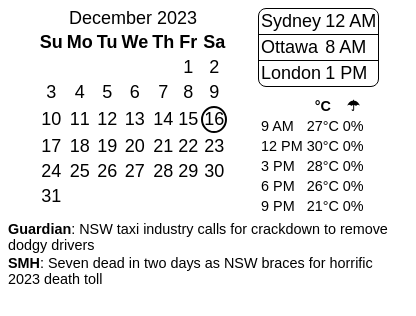 December 2023
Su Mo Tu We Th Fr Sa
1 2
3 4 5 6 7 8 9
10 11 12 13 14 15 16
17 18 19 20 21 22 23
24 25 26 27 28 29 30
31
Sydney 12 AM
Ottawa 8 AM
London 1 PM
°C ☂
9 AM 27°C 0%
12 PM 30°C 0%
3 PM 28°C 0%
6 PM 26°C 0%
9 PM 21°C 0%
Guardian: NSW taxi industry calls for crackdown to remove
dodgy drivers
SMH: Seven dead in two days as NSW braces for horrific
2023 death toll